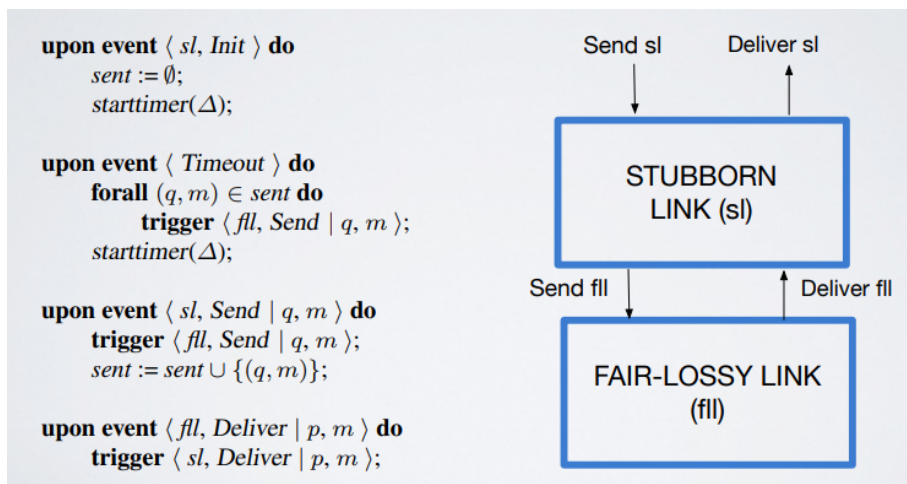 upon event ⟨ sl, Init ⟩ do
sent := ∅;
starttimer(Δ);
upon event ⟨ Timeout ⟩ do
forall (q, m) ∈ sent do
trigger ⟨ fll, Send | q, m ⟩;
starttimer(Δ);
upon event ⟨ sl, Send | q, m ⟩ do
trigger ⟨ fll, Send | q, m ⟩;
sent := sent ∪ {(q, m)};
upon event ⟨ fll, Deliver | p, m ⟩ do
trigger ⟨ sl, Deliver | p, m ⟩;
Send sl
Deliver sl
STUBBORN
LINK (sl)
Send fll
Deliver fll
FAIR-LOSSY LINK
(fll)